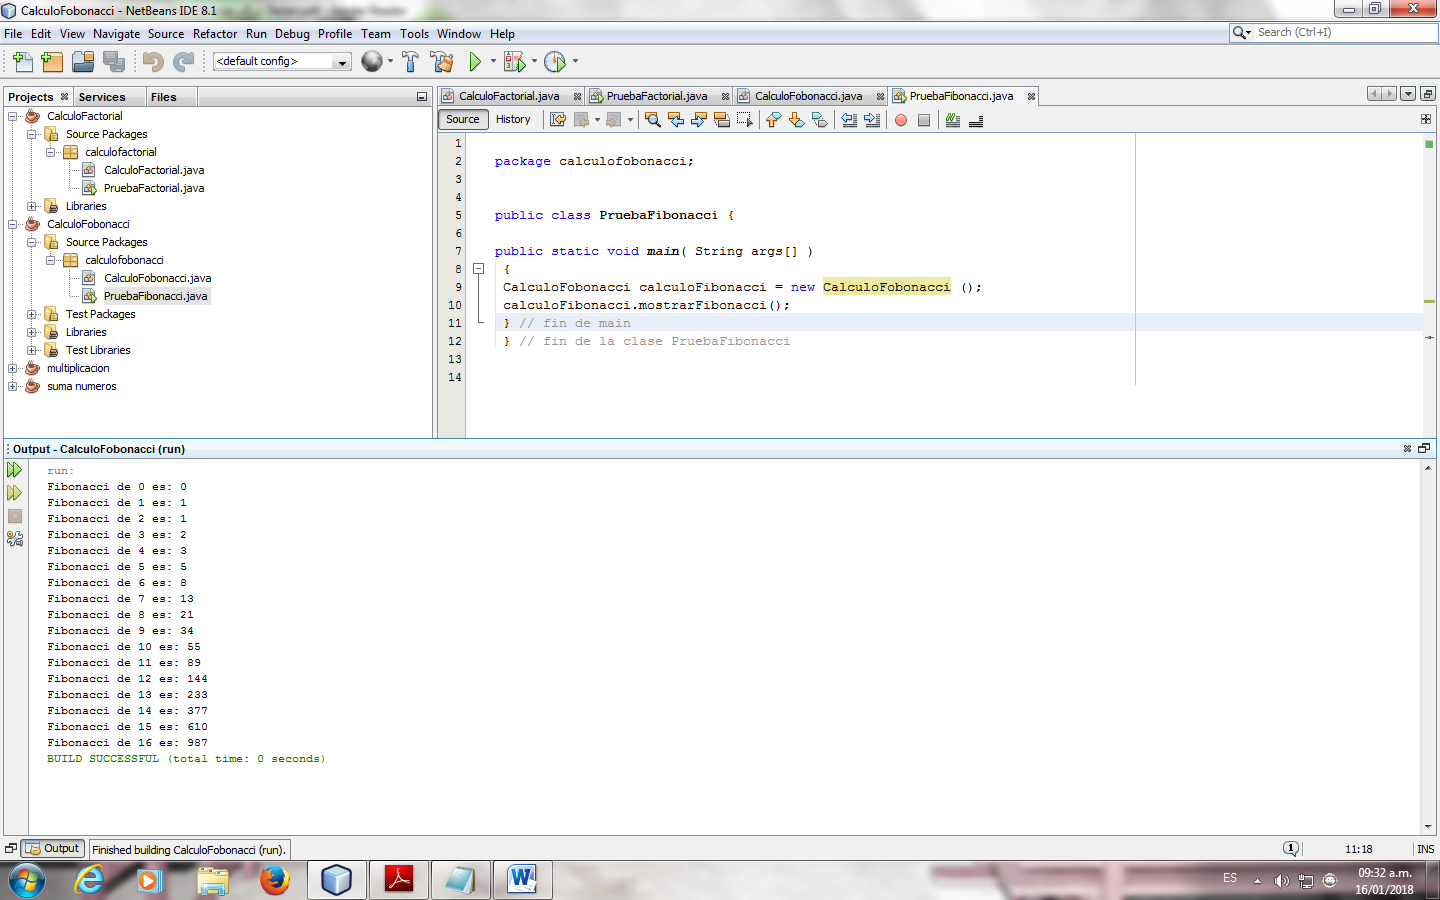 CalculoFobonacci - NetBeans IDE 8.1
File Edit View Navigate Source Refactor Run Debug Profile Team Tools Window Help
Search (Ctrl+I)
<default config>
Projects Services Files
CalculoFactorial
Source Packages
calculofactorial
CalculoFactorial.java
PruebaFactorial.java
Libraries
CalculoFobonacci
Source Packages
calculofobonacci
CalculoFobonacci.java
PruebaFibonacci.java
Test Packages
Libraries
Test Libraries
multiplicacion
suma numeros
CalculoFactorial.java PruebaFactorial.java CalculoFobonacci.java PruebaFibonacci.java
Source History
1
2 package calculofobonacci;
3
4
5 public class PruebaFibonacci {
6
7 public static void main( String args[] )
8 {
9 CalculoFobonacci calculoFibonacci = new CalculoFobonacci ();
10 calculoFibonacci.mostrarFibonacci();
11 } // fin de main
12 } // fin de la clase PruebaFibonacci
13
14
Output - CalculoFobonacci (run)
run:
Fibonacci de 0 es: 0
Fibonacci de 1 es: 1
Fibonacci de 2 es: 1
Fibonacci de 3 es: 2
Fibonacci de 4 es: 3
Fibonacci de 5 es: 5
Fibonacci de 6 es: 8
Fibonacci de 7 es: 13
Fibonacci de 8 es: 21
Fibonacci de 9 es: 34
Fibonacci de 10 es: 55
Fibonacci de 11 es: 89
Fibonacci de 12 es: 144
Fibonacci de 13 es: 233
Fibonacci de 14 es: 377
Fibonacci de 15 es: 610
Fibonacci de 16 es: 987
BUILD SUCCESSFUL (total time: 0 seconds)
Output Finished building CalculoFobonacci (run).
1 11:18 INS
ES
09:32 a.m.
16/01/2018